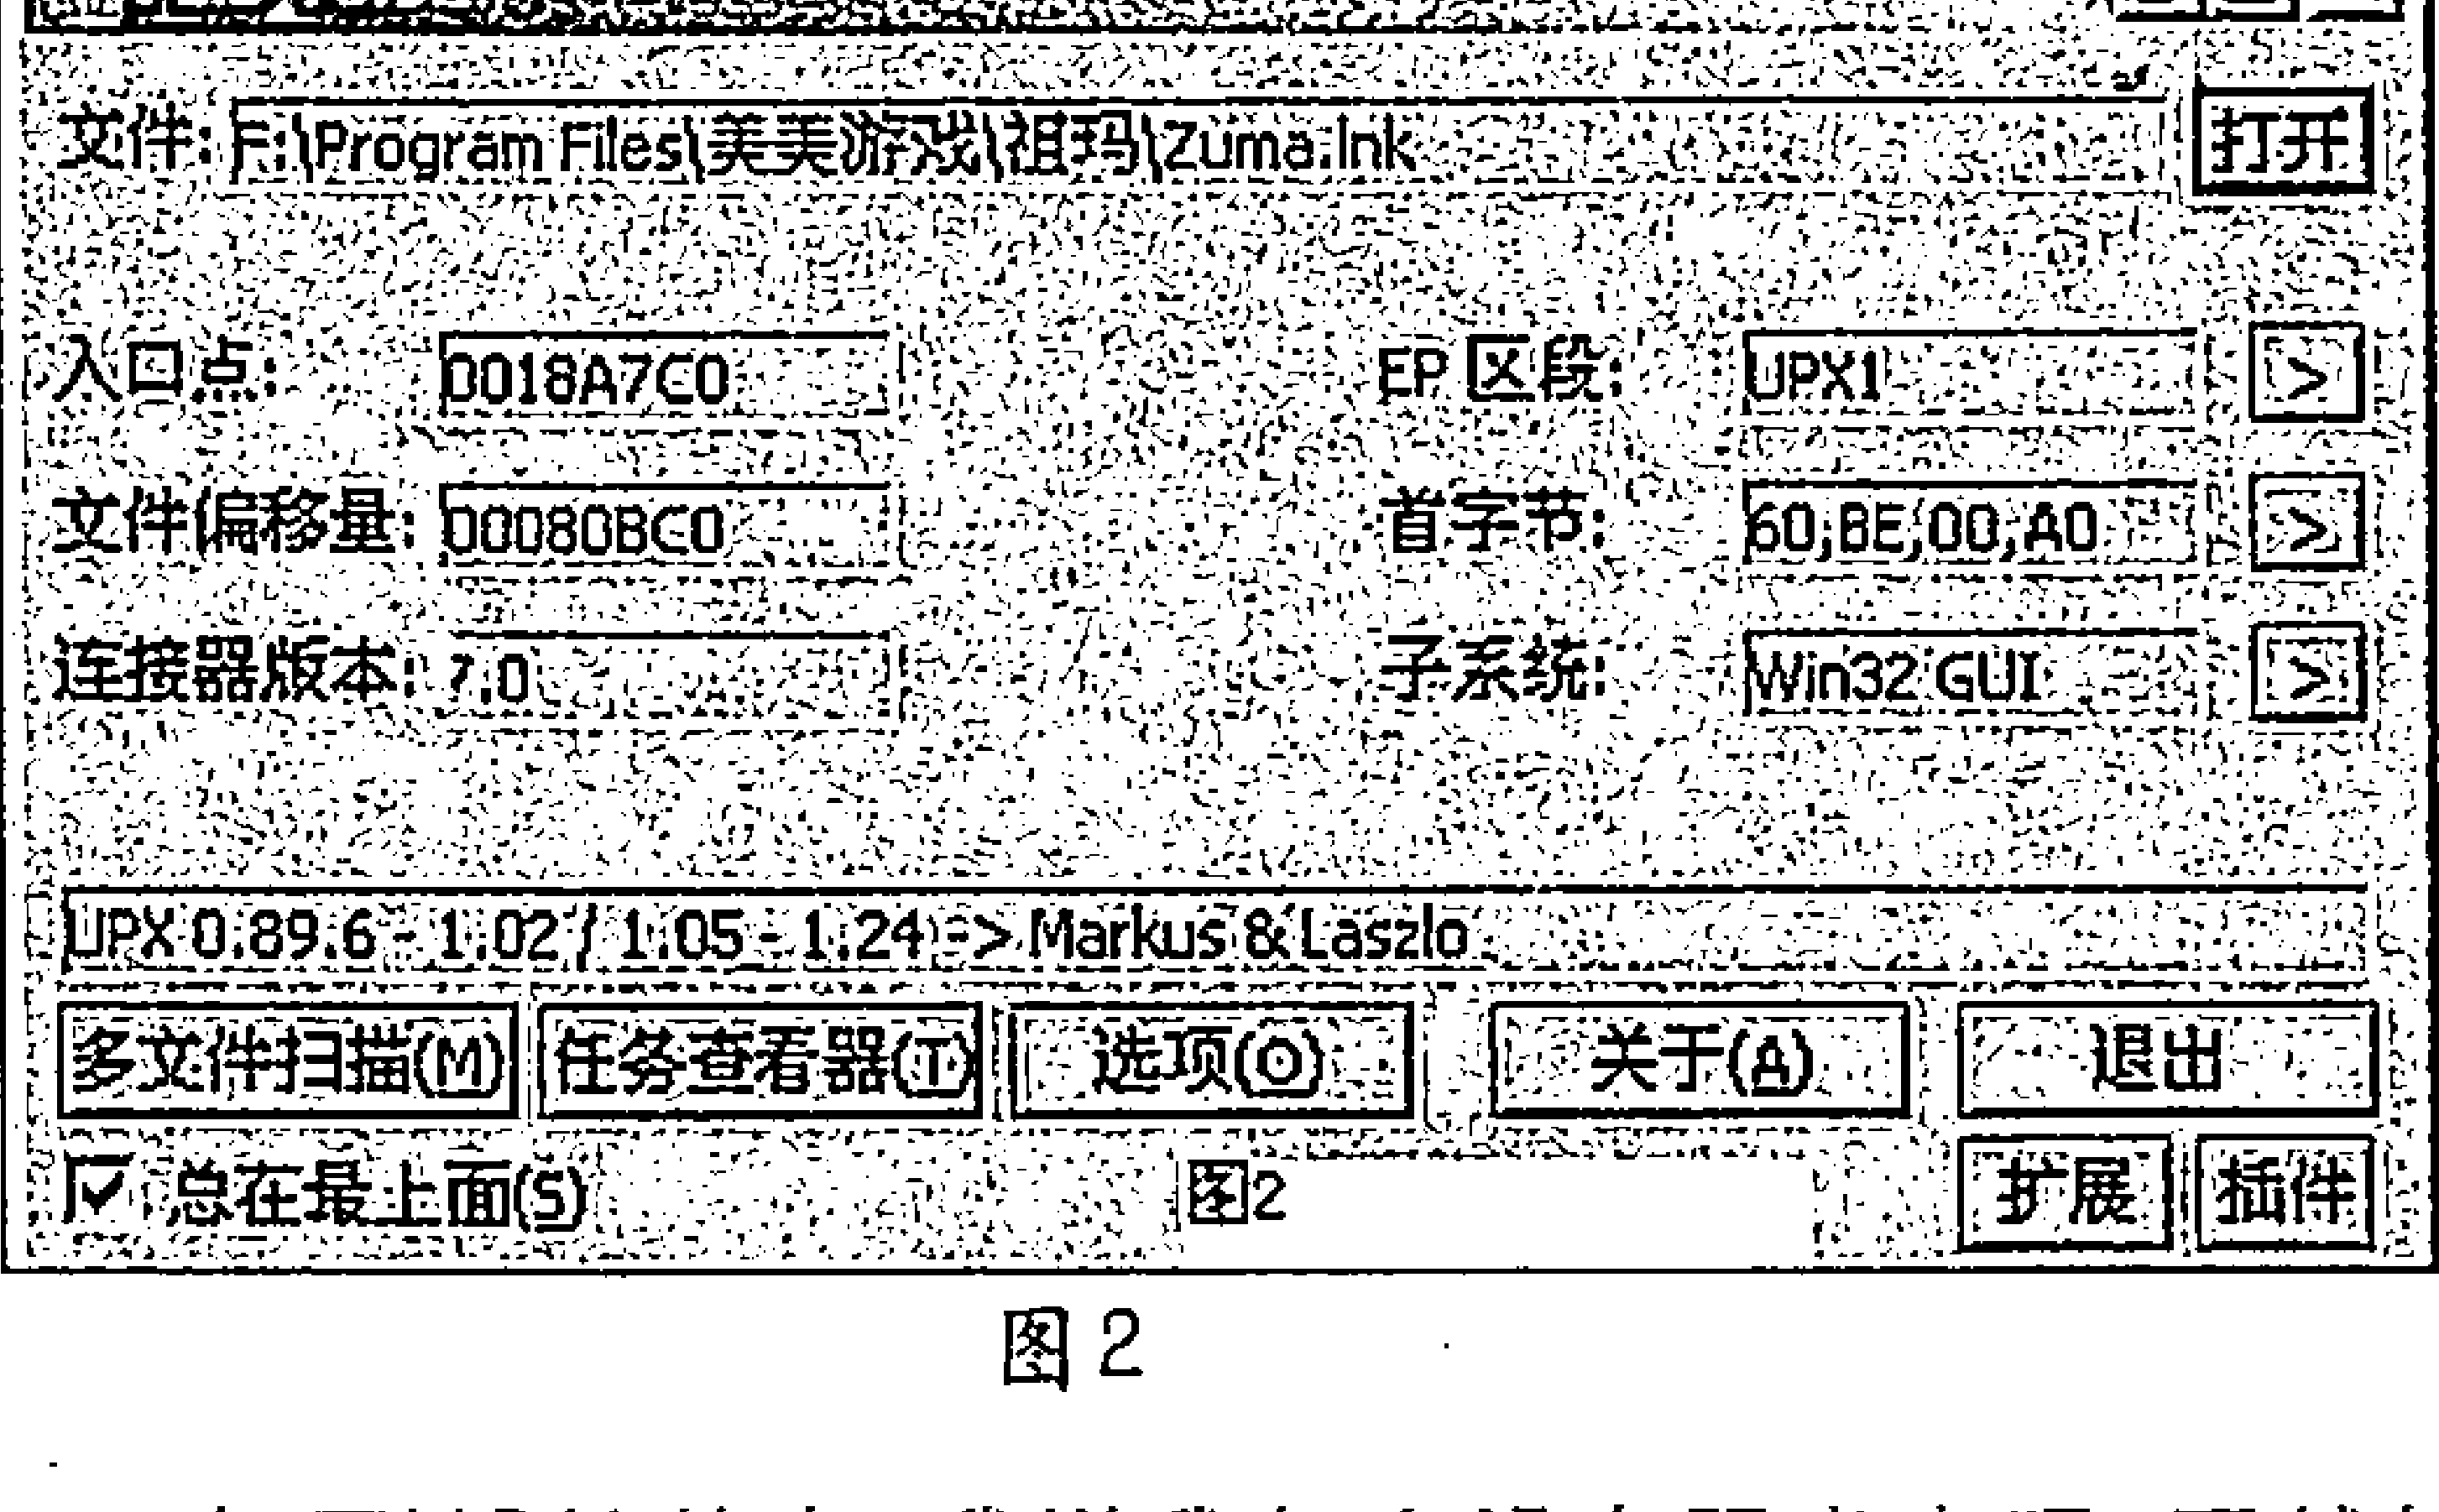 文件: F:\Program Files\美美游戏\祖玛\Zuma.lnk 打开
入口点: 0018A7C0 EP 区段: UPX1 >
文件偏移量: 00080BC0 首字节: 60,BE,00,A0 >
连接器版本: 7.0 子系统: Win32 GUI >
UPX 0.89.6 - 1.02 / 1.05 - 1.24 -> Markus & Laszlo
多文件扫描(M) 任务查看器(T) 选项(O) 关于(A) 退出
总在最上面(S) 图2 扩展 插件
图 2